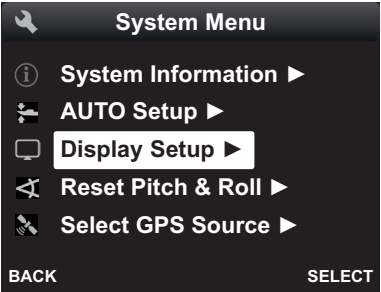 System Menu
System Information ►
AUTO Setup ►
Display Setup ►
Reset Pitch & Roll ►
Select GPS Source ►
BACK SELECT